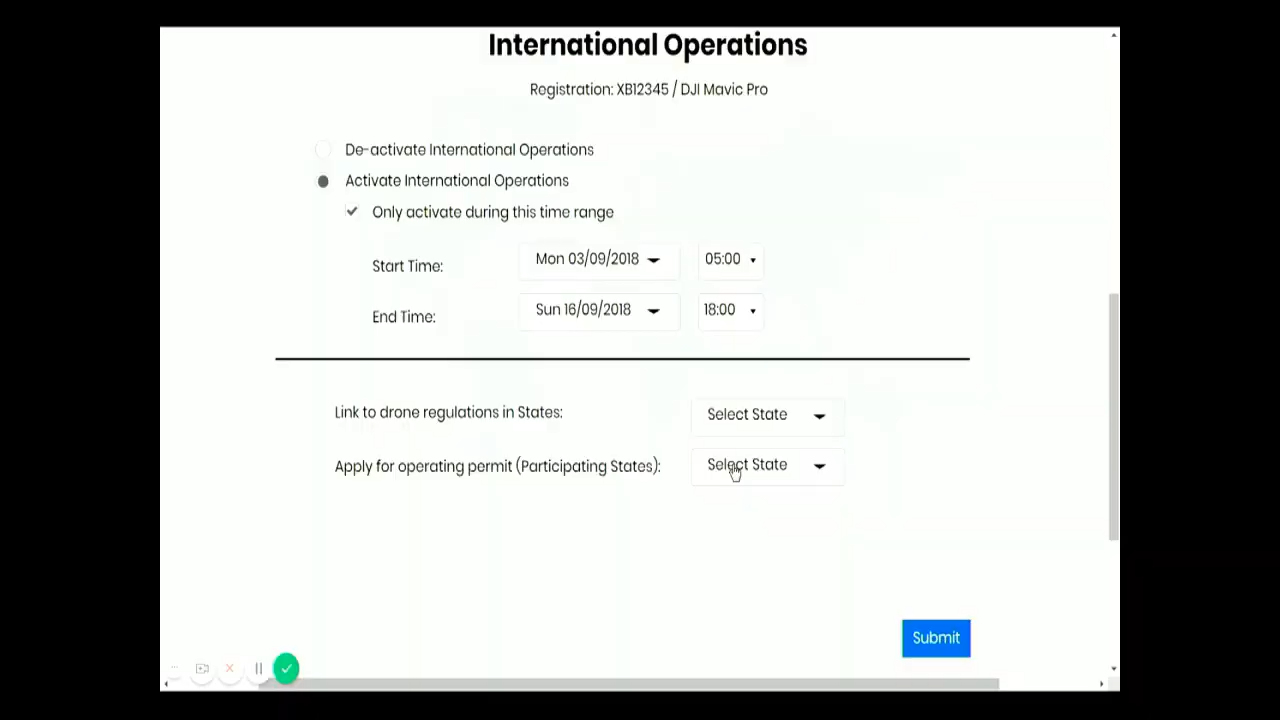 International Operations
Registration: XB12345 / DJI Mavic Pro
De-activate International Operations
Activate International Operations
Only activate during this time range
Start Time: Mon 03/09/2018 05:00
End Time: Sun 16/09/2018 18:00
Link to drone regulations in States: Select State
Apply for operating permit (Participating States): Select State
Submit